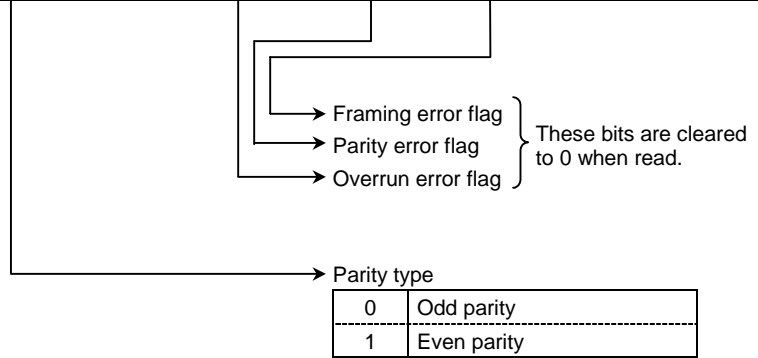 Framing error flag
Parity error flag
Overrun error flag
These bits are cleared
to 0 when read.
Parity type
0 Odd parity
1 Even parity